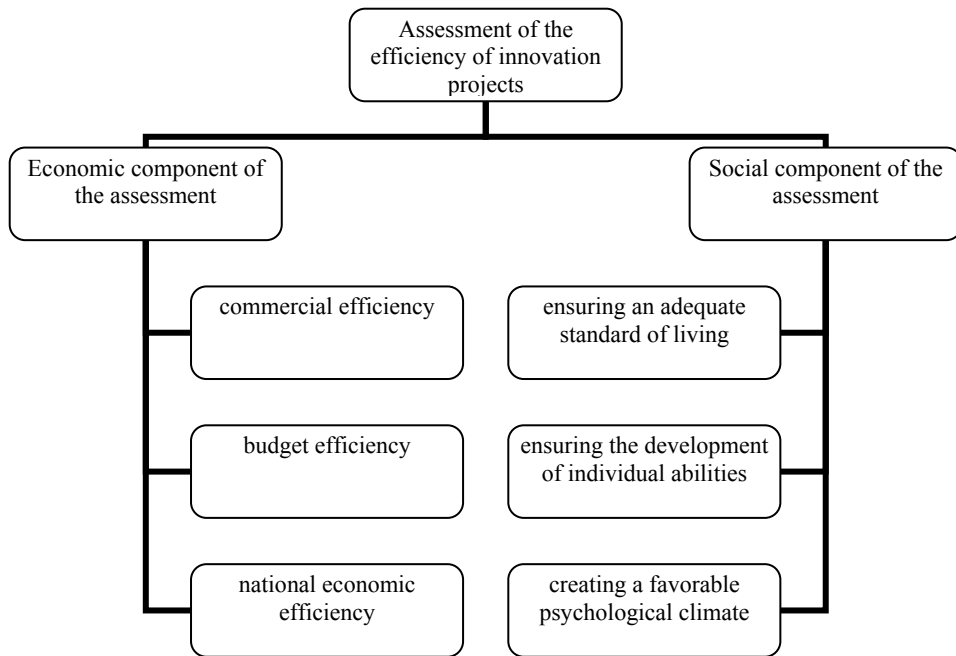 Assessment of the
efficiency of innovation
projects
Economic component of
the assessment
Social component of the
assessment
commercial efficiency
ensuring an adequate
standard of living
budget efficiency
ensuring the development
of individual abilities
national economic
efficiency
creating a favorable
psychological climate